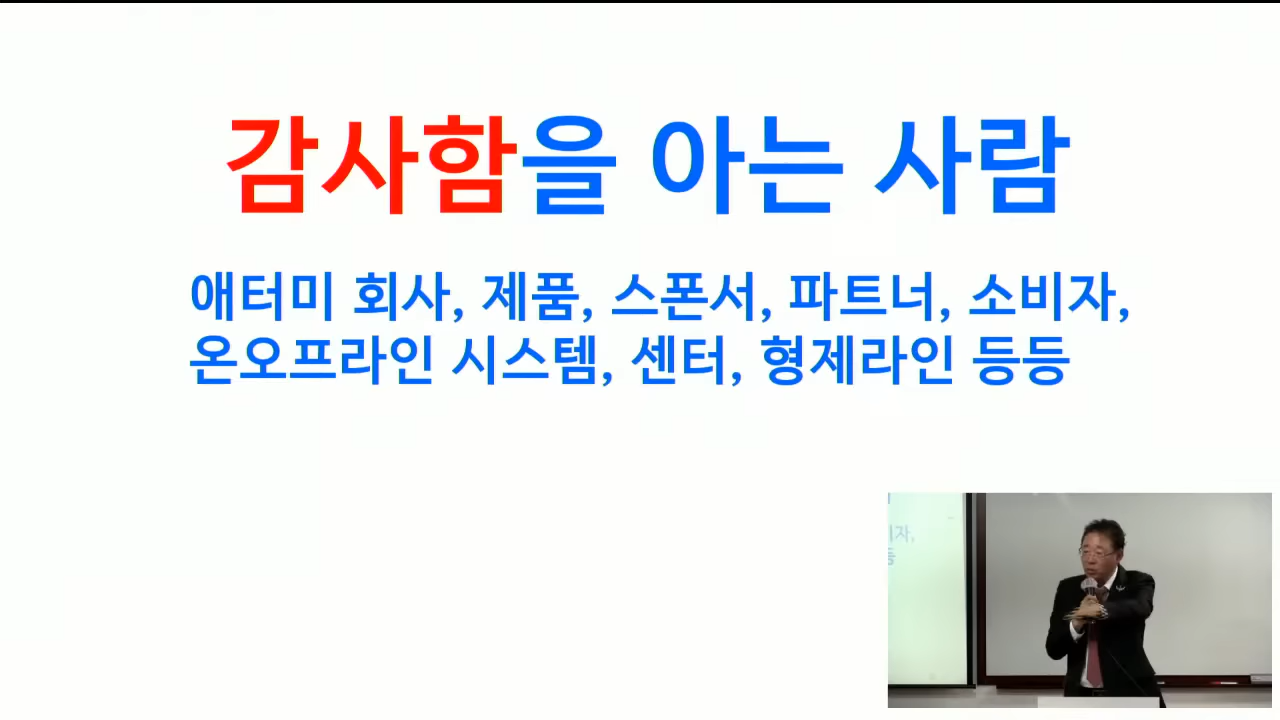 감사함을 아는 사람
애터미 회사, 제품, 스폰서, 파트너, 소비자,
온오프라인 시스템, 센터, 형제라인 등등
자,
등